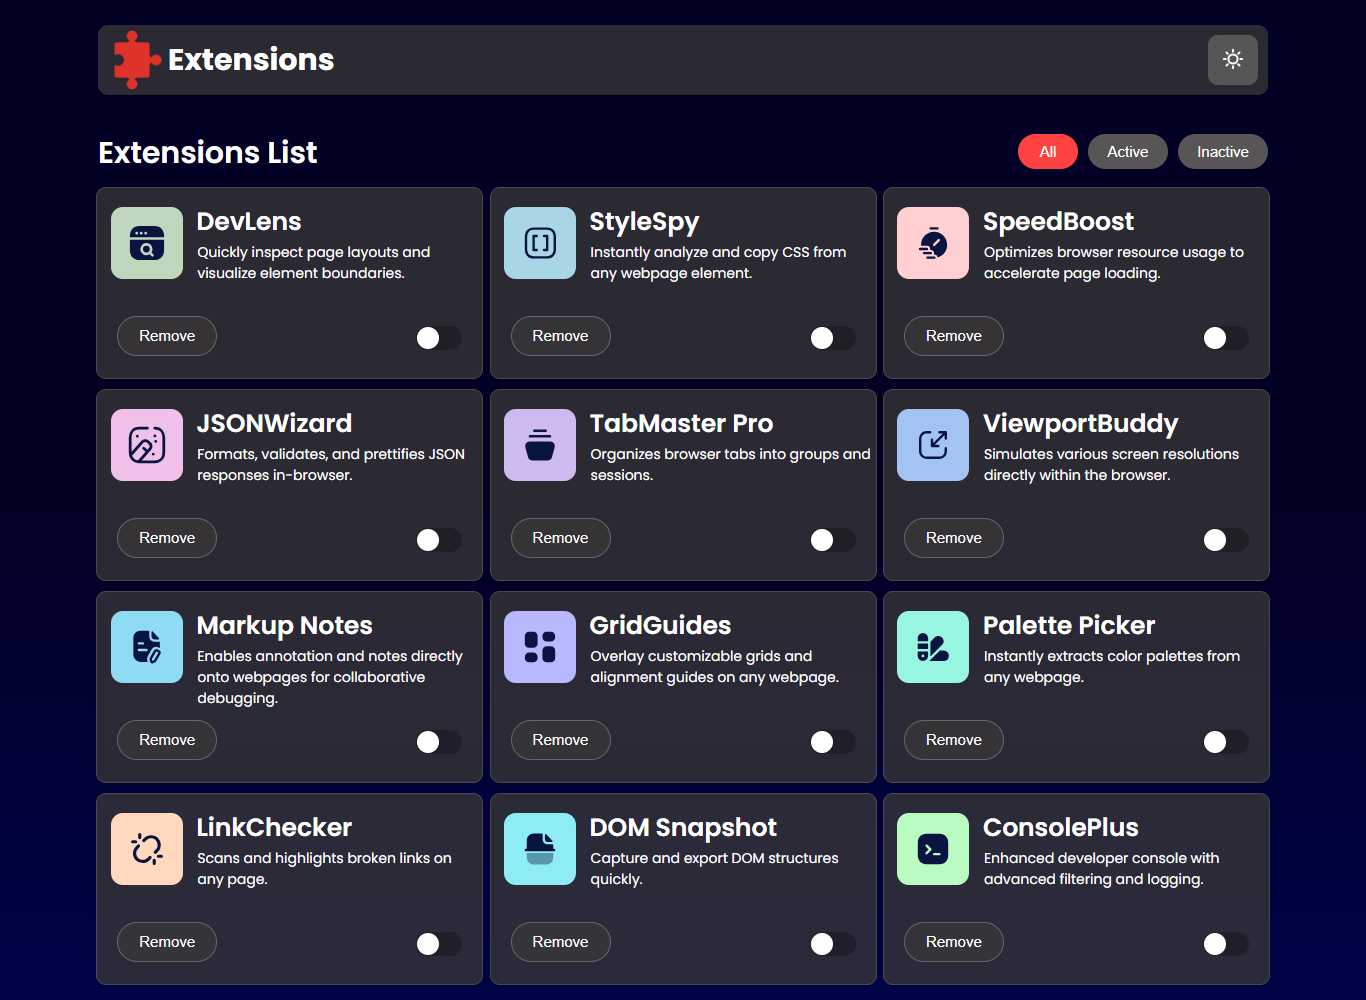 Extensions
Extensions List
All
Active
Inactive
DevLens
Quickly inspect page layouts and
visualize element boundaries.
Remove
StyleSpy
Instantly analyze and copy CSS from
any webpage element.
Remove
SpeedBoost
Optimizes browser resource usage to
accelerate page loading.
Remove
JSONWizard
Formats, validates, and prettifies JSON
responses in-browser.
Remove
TabMaster Pro
Organizes browser tabs into groups and
sessions.
Remove
ViewportBuddy
Simulates various screen resolutions
directly within the browser.
Remove
Markup Notes
Enables annotation and notes directly
onto webpages for collaborative
debugging.
Remove
GridGuides
Overlay customizable grids and
alignment guides on any webpage.
Remove
Palette Picker
Instantly extracts color palettes from
any webpage.
Remove
LinkChecker
Scans and highlights broken links on
any page.
Remove
DOM Snapshot
Capture and export DOM structures
quickly.
Remove
ConsolePlus
Enhanced developer console with
advanced filtering and logging.
Remove